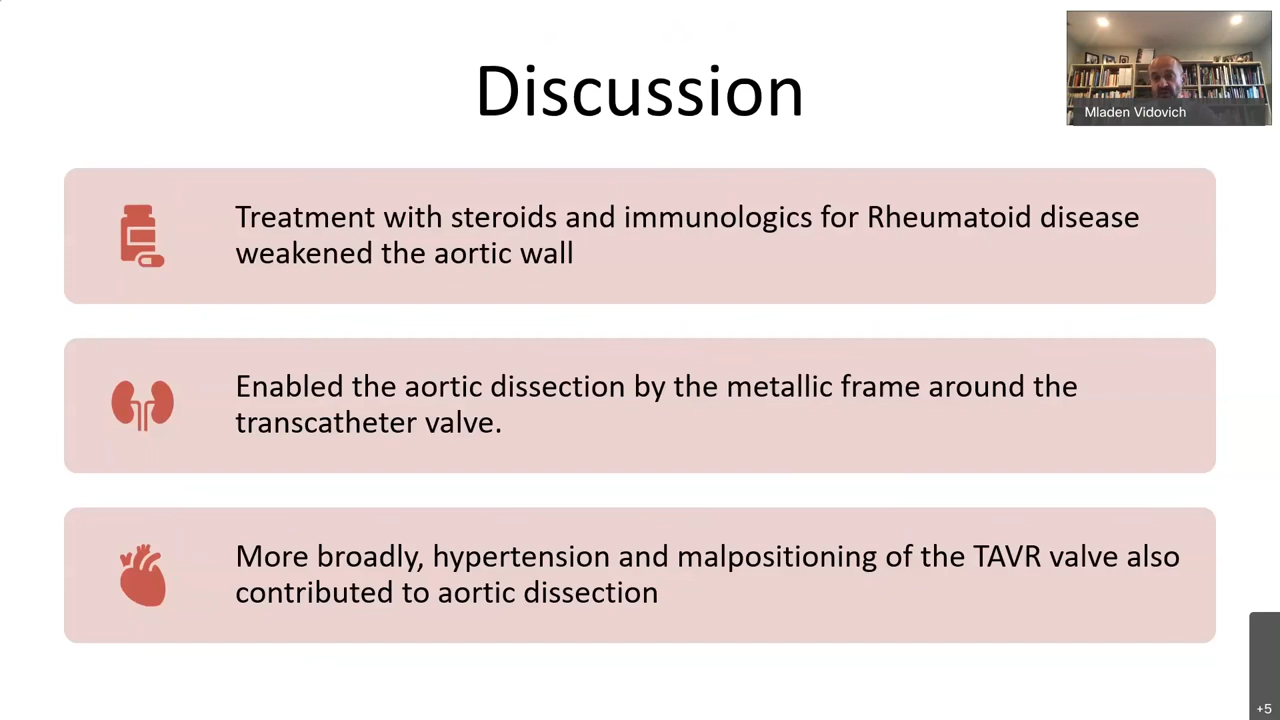 Discussion
Mladen Vidovich
Treatment with steroids and immunologics for Rheumatoid disease
weakened the aortic wall
Enabled the aortic dissection by the metallic frame around the
transcatheter valve.
More broadly, hypertension and malpositioning of the TAVR valve also
contributed to aortic dissection
+5